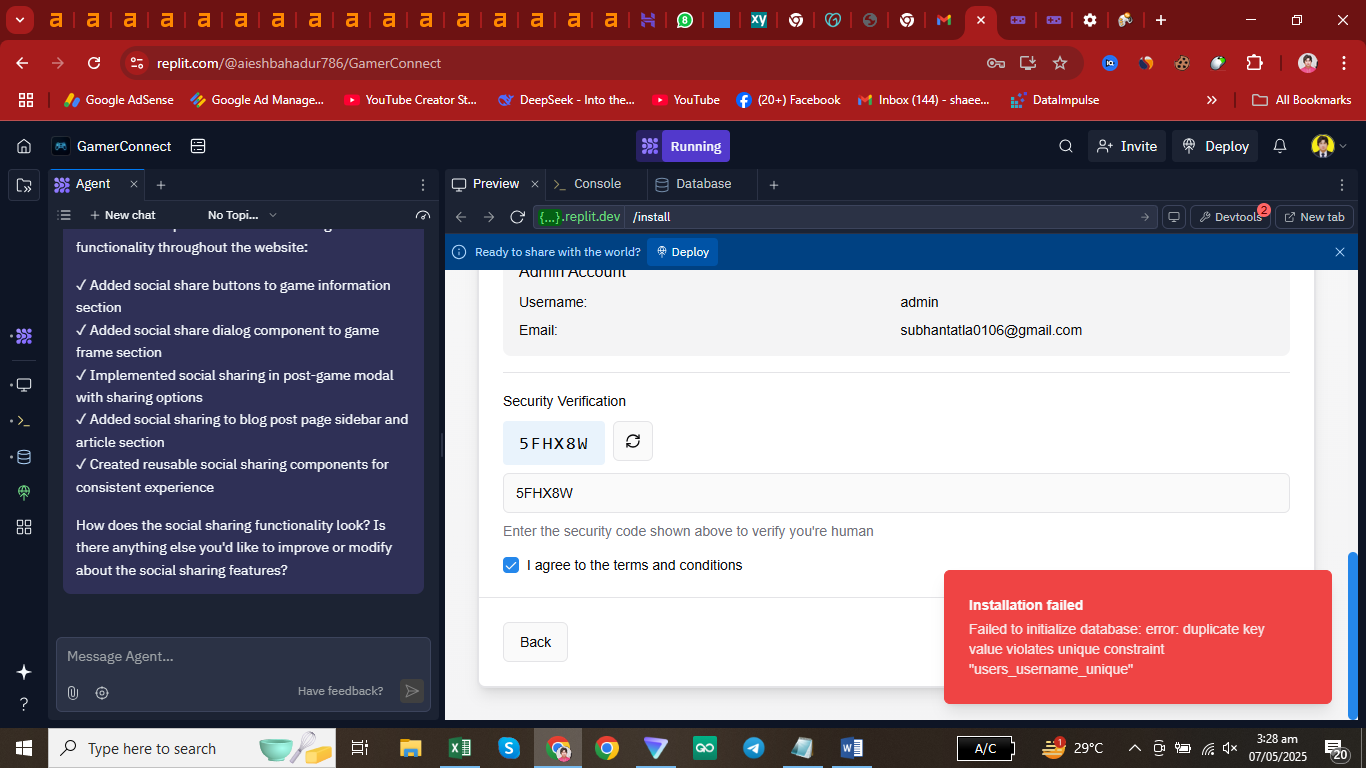 a a a a a a a a a a a a a a a
8
xy
replit.com/@aieshbahadur786/GamerConnect
Google AdSense
Google Ad Manage...
YouTube Creator St...
DeepSeek - Into the...
YouTube
(20+) Facebook
Inbox (144) - shaee...
DataImpulse
All Bookmarks
GamerConnect
Running
Invite
Deploy
Agent
Preview
Console
Database
New chat
No Topi...
{...}.replit.dev
/install
Devtools
2
New tab
Ready to share with the world?
Deploy
functionality throughout the website:
✓ Added social share buttons to game information
section
✓ Added social share dialog component to game
frame section
✓ Implemented social sharing in post-game modal
with sharing options
✓ Added social sharing to blog post page sidebar and
article section
✓ Created reusable social sharing components for
consistent experience
How does the social sharing functionality look? Is
there anything else you'd like to improve or modify
about the social sharing features?
Message Agent...
Have feedback?
Admin Account
Username:
admin
Email:
subhantatla0106@gmail.com
Security Verification
5FHX8W
5FHX8W
Enter the security code shown above to verify you're human
I agree to the terms and conditions
Back
Installation failed
Failed to initialize database: error: duplicate key
value violates unique constraint
"users_username_unique"
Type here to search
A/C
1
29°C
3:28 am
07/05/2025
20